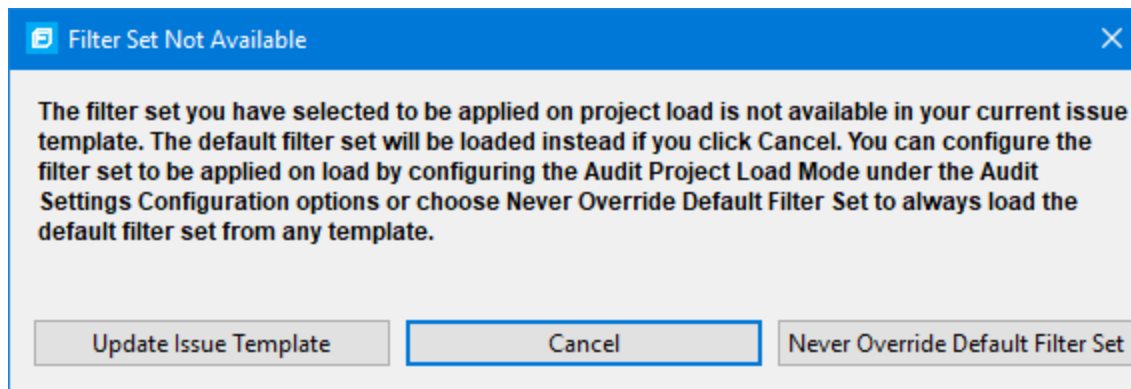 Filter Set Not Available
The filter set you have selected to be applied on project load is not available in your current issue
template. The default filter set will be loaded instead if you click Cancel. You can configure the
filter set to be applied on load by configuring the Audit Project Load Mode under the Audit
Settings Configuration options or choose Never Override Default Filter Set to always load the
default filter set from any template.
Update Issue Template
Cancel
Never Override Default Filter Set